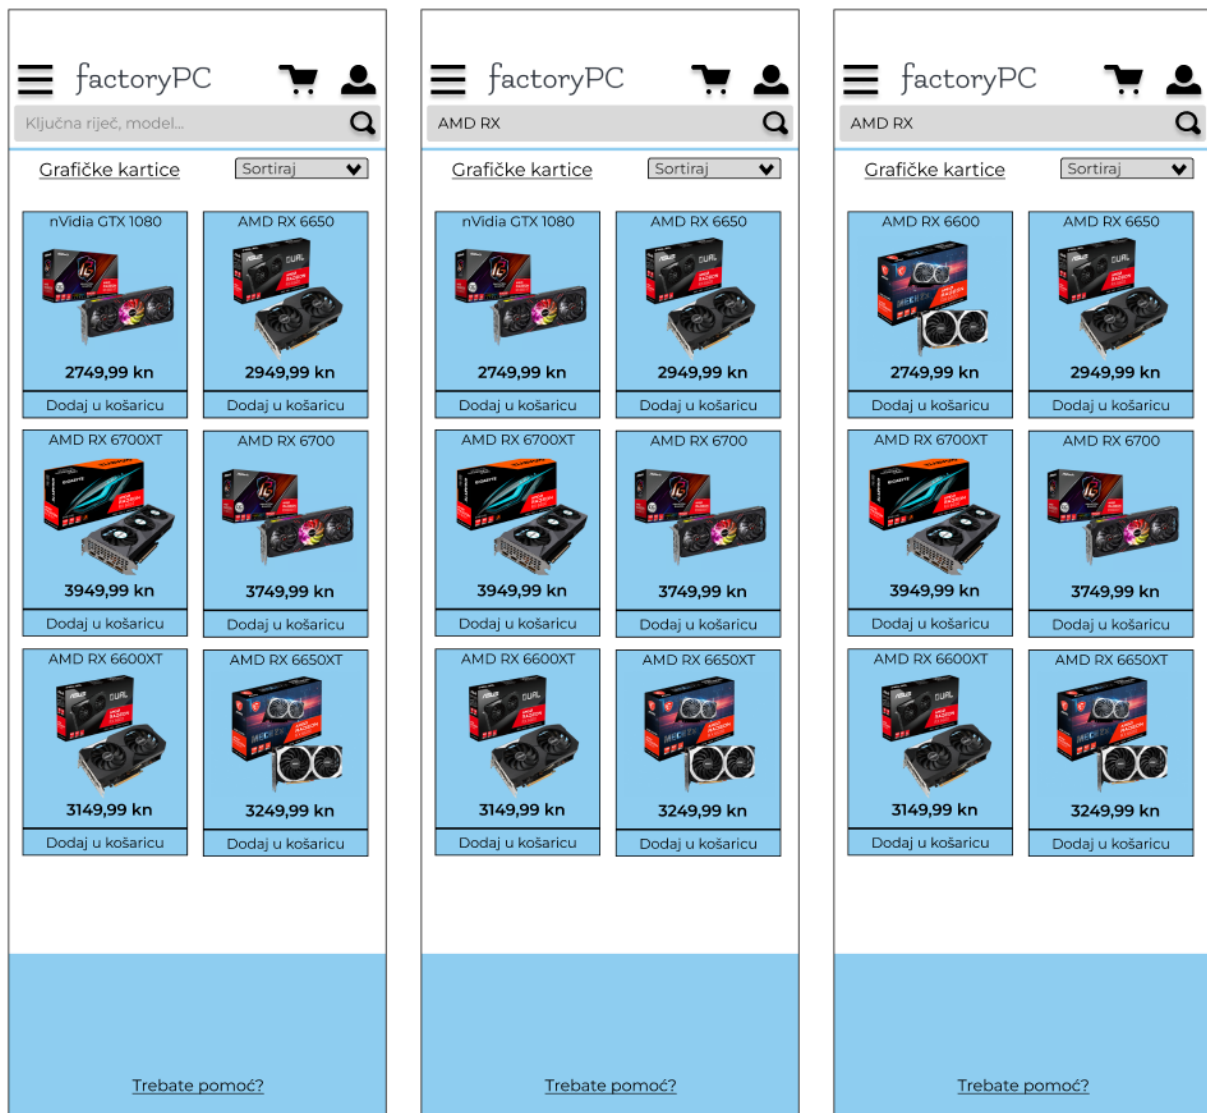 factoryPC
Ključna riječ, model...
Grafičke kartice Sortiraj
nVidia GTX 1080 AMD RX 6650
2749,99 kn 2949,99 kn
Dodaj u košaricu Dodaj u košaricu
AMD RX 6700XT AMD RX 6700
3949,99 kn 3749,99 kn
Dodaj u košaricu Dodaj u košaricu
AMD RX 6600XT AMD RX 6650XT
3149,99 kn 3249,99 kn
Dodaj u košaricu Dodaj u košaricu
Trebate pomoć?
factoryPC
AMD RX
Grafičke kartice Sortiraj
nVidia GTX 1080 AMD RX 6650
2749,99 kn 2949,99 kn
Dodaj u košaricu Dodaj u košaricu
AMD RX 6700XT AMD RX 6700
3949,99 kn 3749,99 kn
Dodaj u košaricu Dodaj u košaricu
AMD RX 6600XT AMD RX 6650XT
3149,99 kn 3249,99 kn
Dodaj u košaricu Dodaj u košaricu
Trebate pomoć?
factoryPC
AMD RX
Grafičke kartice Sortiraj
AMD RX 6600 AMD RX 6650
2749,99 kn 2949,99 kn
Dodaj u košaricu Dodaj u košaricu
AMD RX 6700XT AMD RX 6700
3949,99 kn 3749,99 kn
Dodaj u košaricu Dodaj u košaricu
AMD RX 6600XT AMD RX 6650XT
3149,99 kn 3249,99 kn
Dodaj u košaricu Dodaj u košaricu
Trebate pomoć?